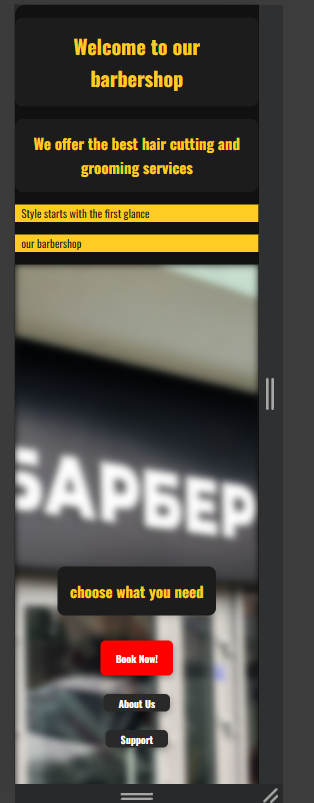 Welcome to our
barbershop
We offer the best hair cutting and
grooming services
Style starts with the first glance
our barbershop
БАРБЕР
choose what you need
Book Now!
About Us
Support